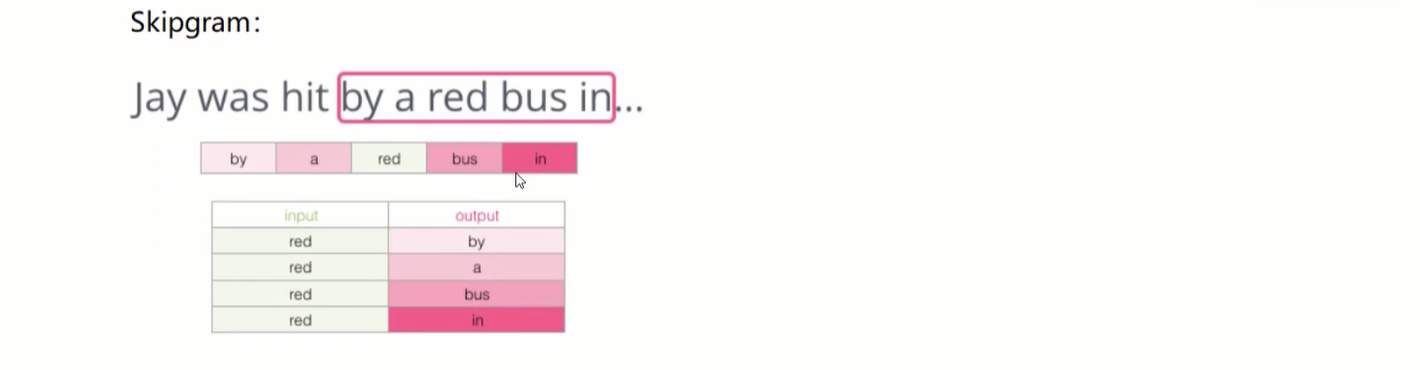 Skipgram:
Jay was hit by a red bus in...
by a red bus in
input output
red by
red a
red bus
red in